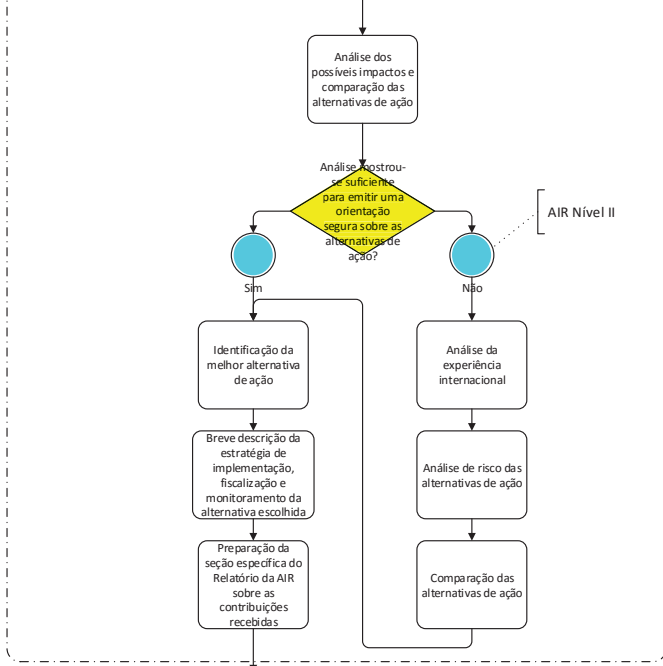 Análise dos
possíveis impactos e
comparação das
alternativas de ação
Análise mostrou-
se suficiente
para emitir uma
orientação
segura sobre as
alternativas de
ação?
AIR Nível II
Sim
Não
Identificação da
melhor alternativa
de ação
Análise da
experiência
internacional
Breve descrição da
estratégia de
implementação,
fiscalização e
monitoramento da
alternativa escolhida
Análise de risco das
alternativas de ação
Preparação da
seção específica do
Relatório da AIR
sobre as
contribuições
recebidas
Comparação das
alternativas de ação